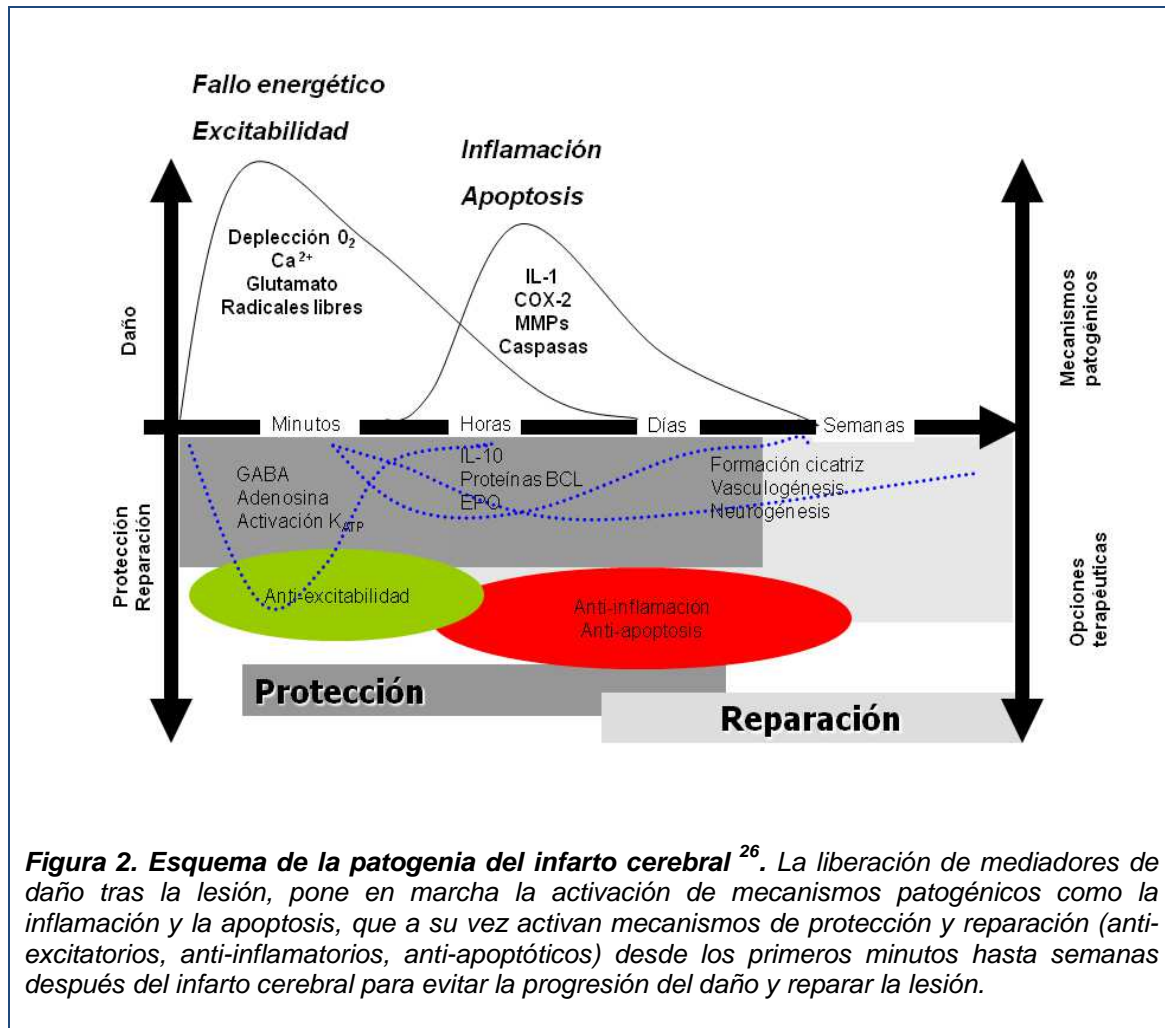 Fallo energético
Excitabilidad
Inflamación
Apoptosis
Deplección 0₂
Ca²⁺
Glutamato
Radicales libres
IL-1
COX-2
MMPs
Caspasas
Daño
Mecanismos
patogénicos
Minutos
Horas
Días
Semanas
GABA
Adenosina
Activación K_ATP
IL-10
Proteínas BCL
EPO
Formación cicatriz
Vasculogénesis
Neurogénesis
Protección
Reparación
Opciones
terapéuticas
Anti-excitabilidad
Anti-inflamación
Anti-apoptosis
Protección
Reparación
Figura 2. Esquema de la patogenia del infarto cerebral ²⁶. La liberación de mediadores de
daño tras la lesión, pone en marcha la activación de mecanismos patogénicos como la
inflamación y la apoptosis, que a su vez activan mecanismos de protección y reparación (anti-
excitatorios, anti-inflamatorios, anti-apoptóticos) desde los primeros minutos hasta semanas
después del infarto cerebral para evitar la progresión del daño y reparar la lesión.